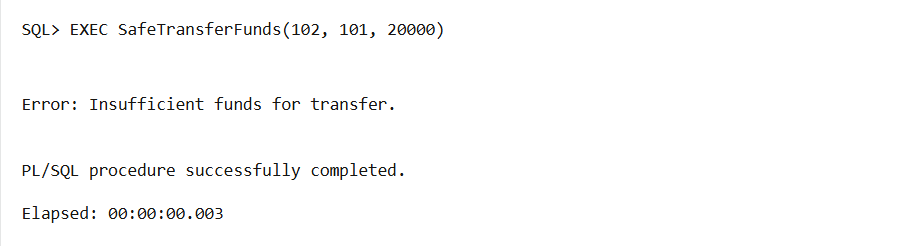 SQL> EXEC SafeTransferFunds(102, 101, 20000)
Error: Insufficient funds for transfer.
PL/SQL procedure successfully completed.
Elapsed: 00:00:00.003